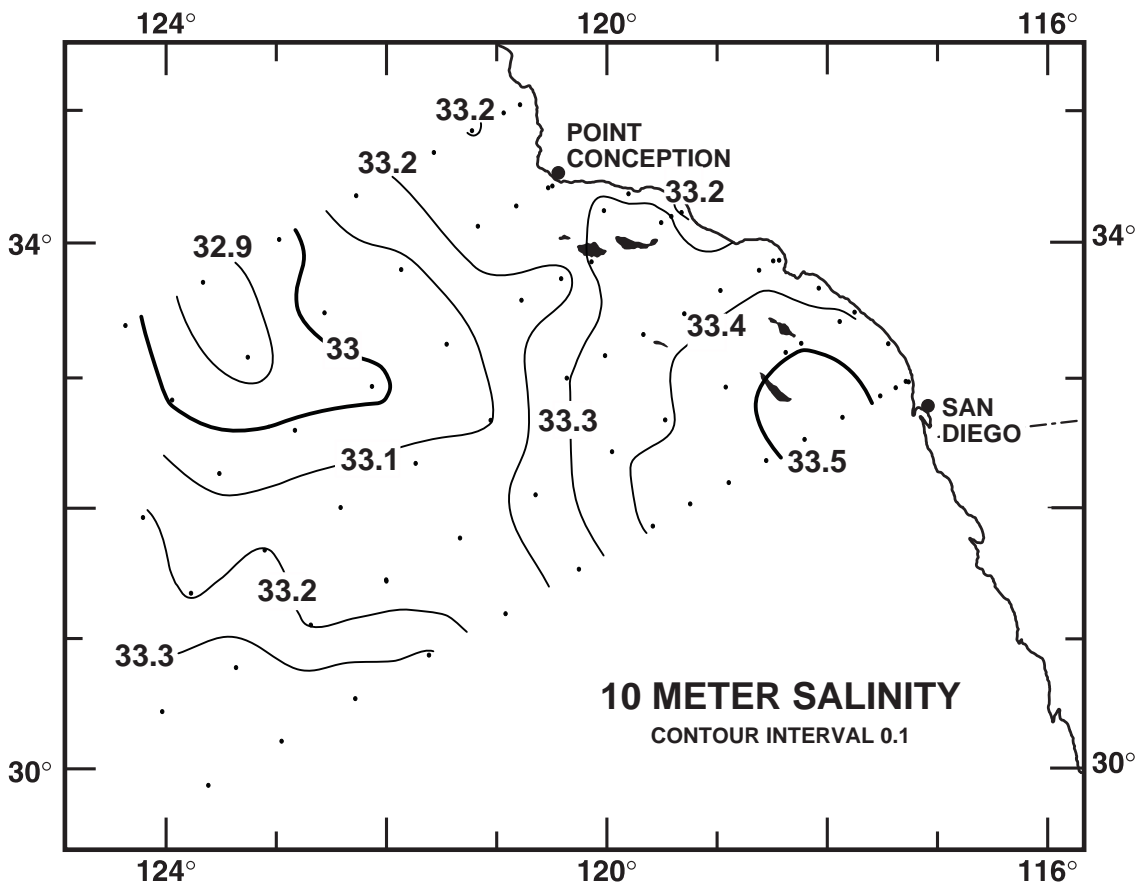 124° 120° 116°
33.2
POINT
CONCEPTION
33.2
33.2
34° 32.9 34°
33.4
33
33.3
SAN
DIEGO
33.1
33.5
33.2
33.3
10 METER SALINITY
CONTOUR INTERVAL 0.1
30° 30°
124° 120° 116°